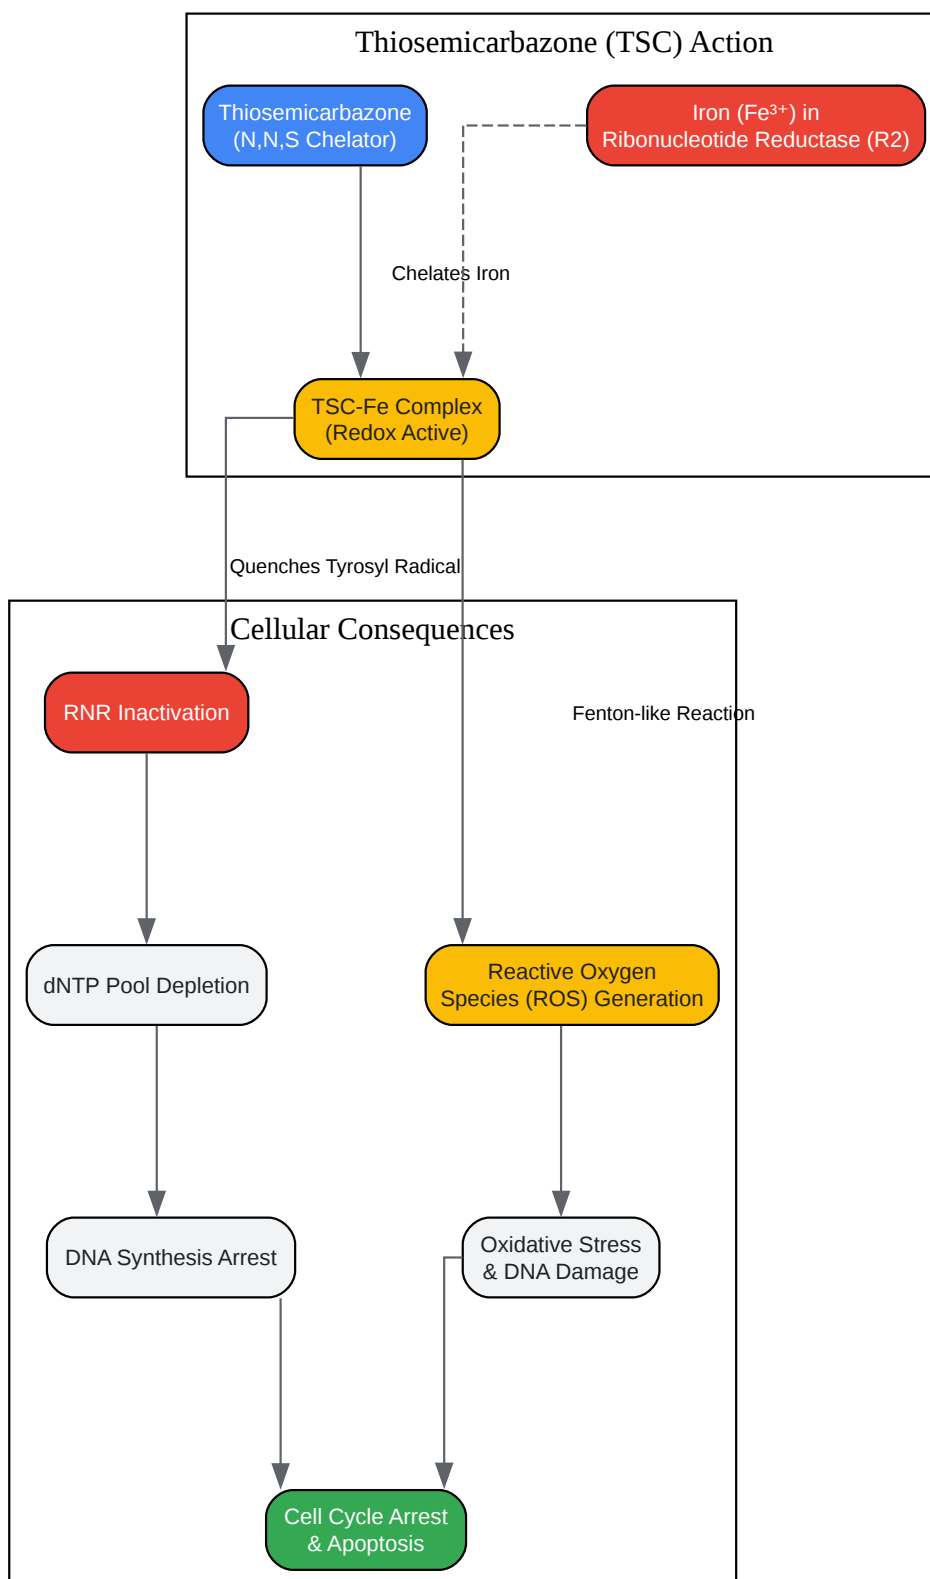 Thiosemicarbazone (TSC) Action
Thiosemicarbazone
(N,N,S Chelator)
Iron (Fe³⁺) in
Ribonucleotide Reductase (R2)
Chelates Iron
TSC-Fe Complex
(Redox Active)
Quenches Tyrosyl Radical
Cellular Consequences
RNR Inactivation
Fenton-like Reaction
dNTP Pool Depletion
Reactive Oxygen
Species (ROS) Generation
DNA Synthesis Arrest
Oxidative Stress
& DNA Damage
Cell Cycle Arrest
& Apoptosis